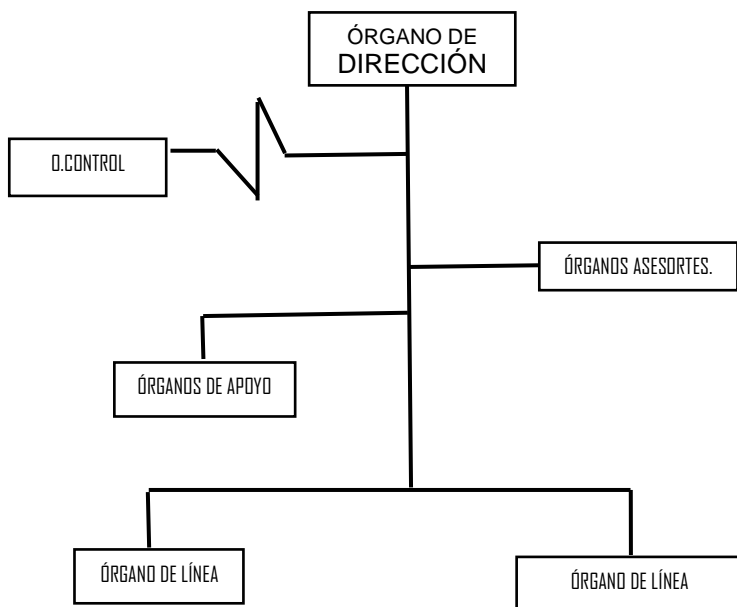 ÓRGANO DE
DIRECCIÓN
O.CONTROL
ÓRGANOS ASESORTES.
ÓRGANOS DE APOYO
ÓRGANO DE LÍNEA
ÓRGANO DE LÍNEA